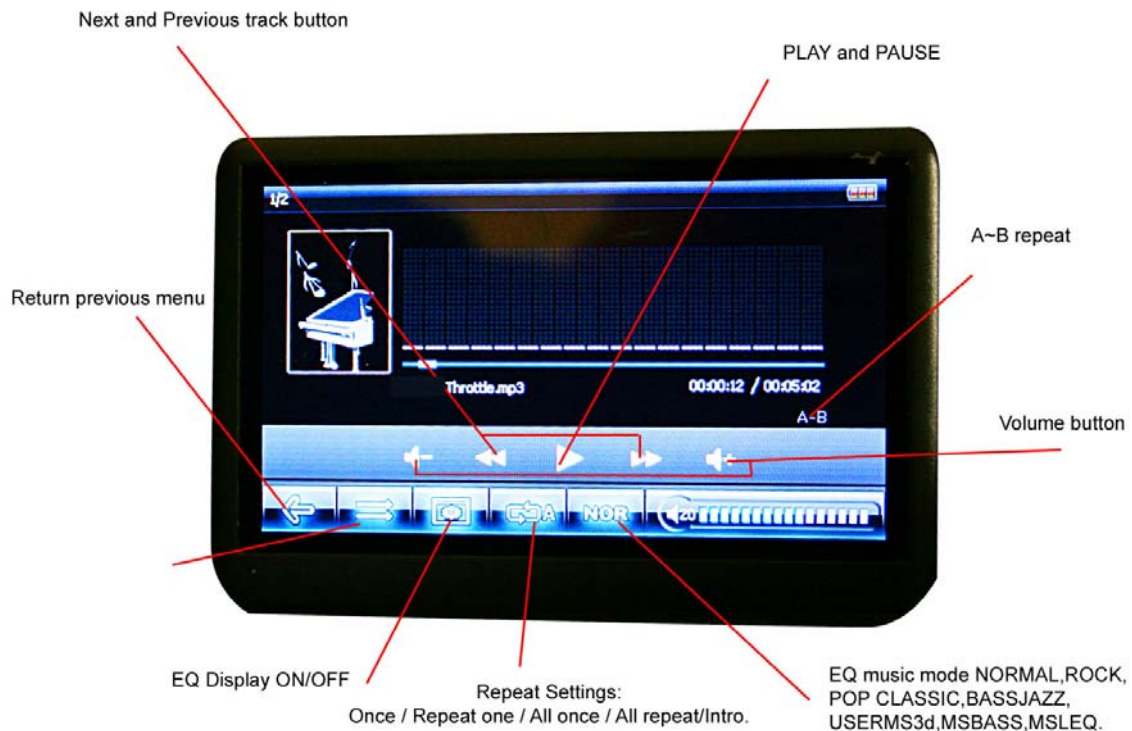 Next and Previous track button
PLAY and PAUSE
1/2
A~B repeat
Return previous menu
Throttle.mp3
00:00:12 / 00:05:02
A-B
Volume button
A
NOR
20
EQ Display ON/OFF
Repeat Settings:
Once / Repeat one / All once / All repeat/Intro.
EQ music mode NORMAL,ROCK,
POP CLASSIC,BASSJAZZ,
USERMS3d,MSBASS,MSLEQ.